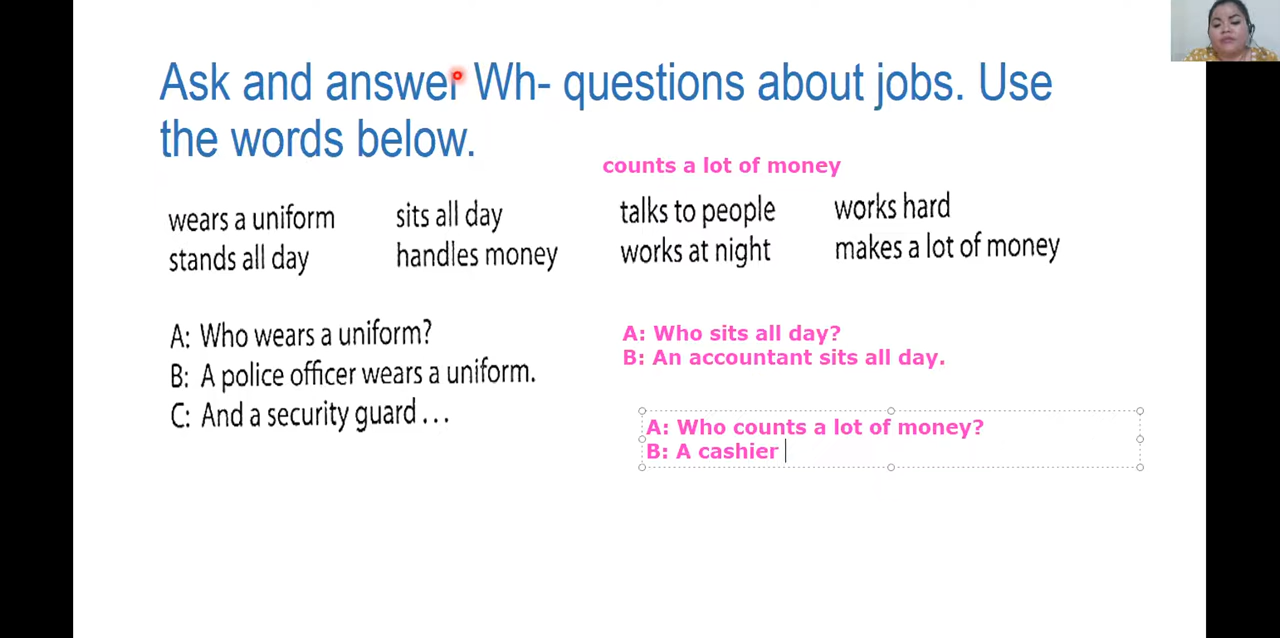 Ask and answer Wh- questions about jobs. Use
the words below.
counts a lot of money
wears a uniform
stands all day
sits all day
handles money
talks to people
works at night
works hard
makes a lot of money
A: Who wears a uniform?
B: A police officer wears a uniform.
C: And a security guard . . .
A: Who sits all day?
B: An accountant sits all day.
A: Who counts a lot of money?
B: A cashier